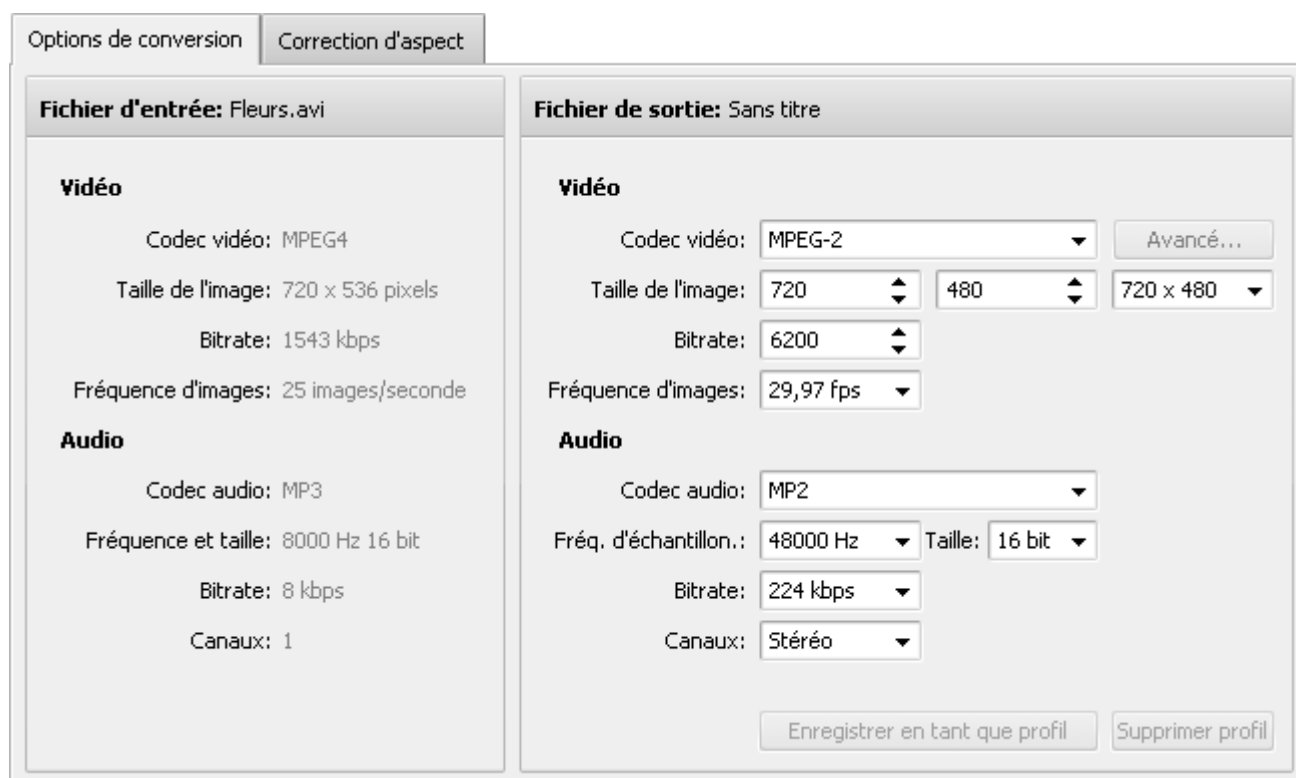 Options de conversion
Correction d'aspect
Fichier d'entrée: Fleurs.avi
Vidéo
Codec vidéo: MPEG4
Taille de l'image: 720 x 536 pixels
Bitrate: 1543 kbps
Fréquence d'images: 25 images/seconde
Audio
Codec audio: MP3
Fréquence et taille: 8000 Hz 16 bit
Bitrate: 8 kbps
Canaux: 1
Fichier de sortie: Sans titre
Vidéo
Codec vidéo: MPEG-2 Avancé...
Taille de l'image: 720 480 720 x 480
Bitrate: 6200
Fréquence d'images: 29,97 fps
Audio
Codec audio: MP2
Fréq. d'échantillon.: 48000 Hz Taille: 16 bit
Bitrate: 224 kbps
Canaux: Stéréo
Enregistrer en tant que profil Supprimer profil